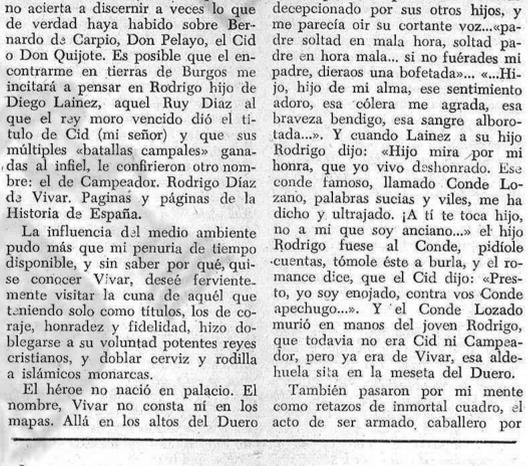 no acierta a discernir a veces lo que
de verdad haya habido sobre Ber-
nardo de Carpio, Don Pelayo, el Cid
o Don Quijote. Es posible que el en-
contrarme en tierras de Burgos me
incitará a pensar en Rodrigo hijo de
Diego Lainez, aquel Ruy Diaz al
que el rey moro vencido dió el tí-
tulo de Cid (mi señor) y que sus
múltiples «batallas campales» gana-
das al infiel, le confirieron otro nom-
bre: el de Campeador. Rodrigo Díaz
de Vivar. Paginas y páginas de la
Historia de España.
La influencia del medio ambiente
pudo más que mi penuria de tiempo
disponible, y sin saber por qué, qui-
se conocer Vivar, deseé ferviente-
mente visitar la cuna de aquél que
teniendo solo como títulos, los de co-
raje, honradez y fidelidad, hizo do-
blegarse a su voluntad potentes reyes
cristianos, y doblar cerviz y rodilla
a islámicos monarcas.
El héroe no nació en palacio. El
nombre, Vivar no consta ní en los
mapas. Allá en los altos del Duero
decepcionado por sus otros hijos, y
me parecía oir su cortante voz...«pa-
dre soltad en mala hora, soltad pa-
dre en hora mala... si no fuérades mi
padre, dieraos una bofetada»... «...Hi-
jo, hijo de mi alma, ese sentimiento
adoro, esa cólera me agrada, esa
braveza bendigo, esa sangre alboro-
tada...». Y cuando Lainez a su hijo
Rodrigo dijo: «Hijo mira por mi
honra, que yo vivo deshonrado. Ese
conde famoso, llamado Conde Lo-
zano, palabras sucias y viles, me ha
dicho y ultrajado. ¡A tí te toca hijo,
no a mi que soy anciano...» el hijo
Rodrigo fuese al Conde, pidióle
cuentas, tómole éste a burla, y el ro-
mance dice, que el Cid dijo: «Pres-
to, yo soy enojado, contra vos Conde
apechugo...». Y el Conde Lozado
murió en manos del joven Rodrigo,
que todavia no era Cid ni Campea-
dor, pero ya era de Vivar, esa alde-
huela sita en la meseta del Duero.
También pasaron por mi mente
como retazos de inmortal cuadro, el
acto de ser armado caballero por